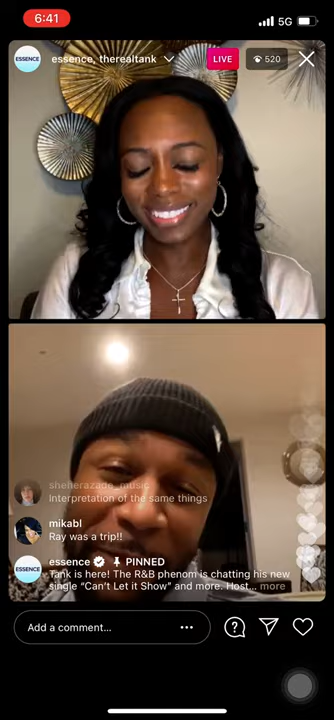 6:41
5G
ESSENCE
essence, therealtank
LIVE
520
sheherazade_music
Interpretation of the same things
mikabl
Ray was a trip!!
ESSENCE
essence PINNED
Tank is here! The R&B phenom is chatting his new
single “Can’t Let it Show” and more. Host... more
Add a comment...